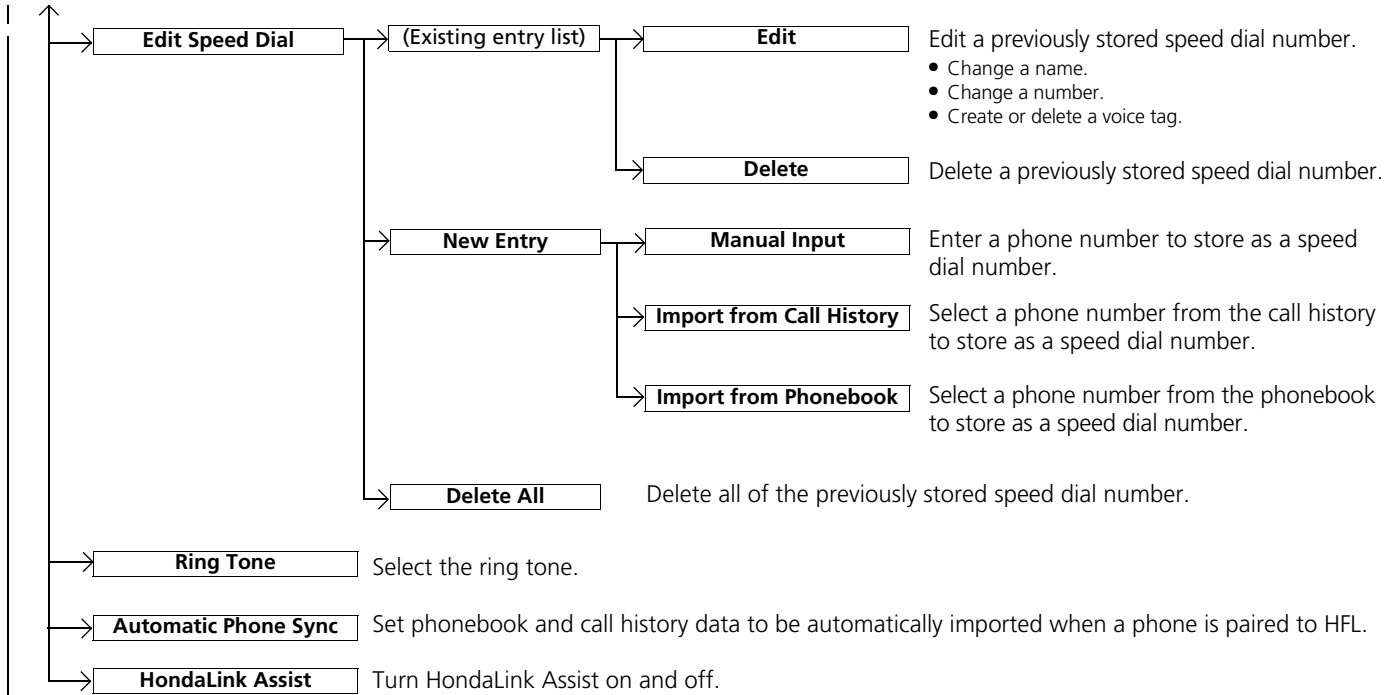 Edit Speed Dial
(Existing entry list)
Edit
Edit a previously stored speed dial number.
• Change a name.
• Change a number.
• Create or delete a voice tag.
Delete
Delete a previously stored speed dial number.
New Entry
Manual Input
Enter a phone number to store as a speed
dial number.
Import from Call History
Select a phone number from the call history
to store as a speed dial number.
Import from Phonebook
Select a phone number from the phonebook
to store as a speed dial number.
Delete All
Delete all of the previously stored speed dial number.
Ring Tone
Select the ring tone.
Automatic Phone Sync
Set phonebook and call history data to be automatically imported when a phone is paired to HFL.
HondaLink Assist
Turn HondaLink Assist on and off.